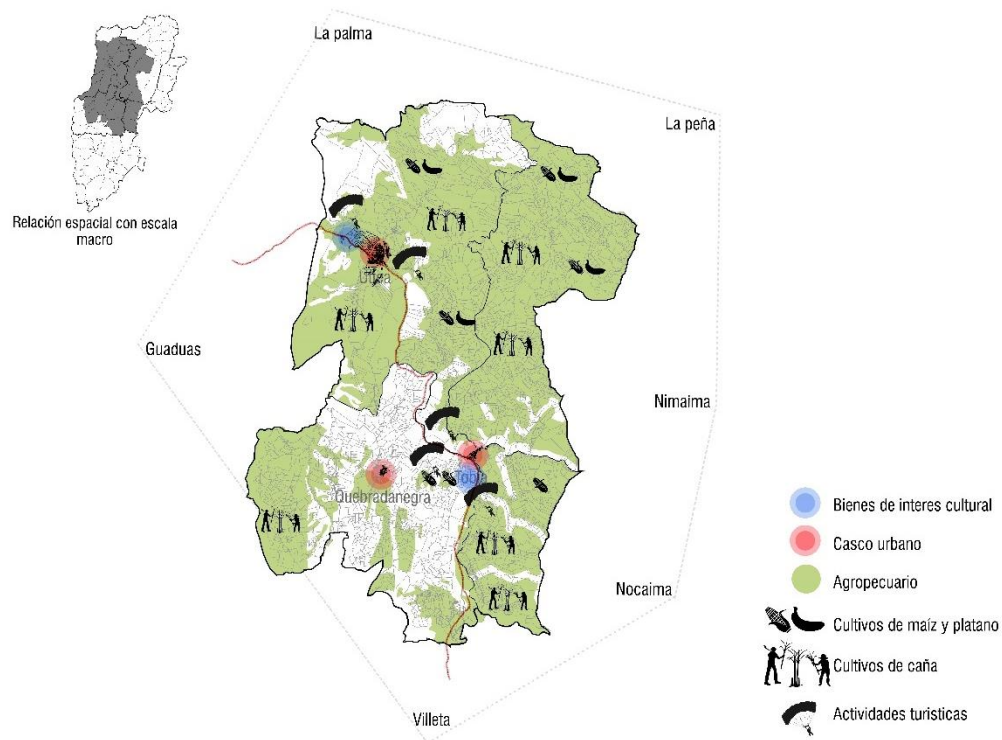 La palma
La peña
Relación espacial con escala
macro
Útica
Guaduas
Nimaima
Tobia
Quebradanegra
Nocaima
Villeta
Bienes de interes cultural
Casco urbano
Agropecuario
Cultivos de maíz y platano
Cultivos de caña
Actividades turisticas